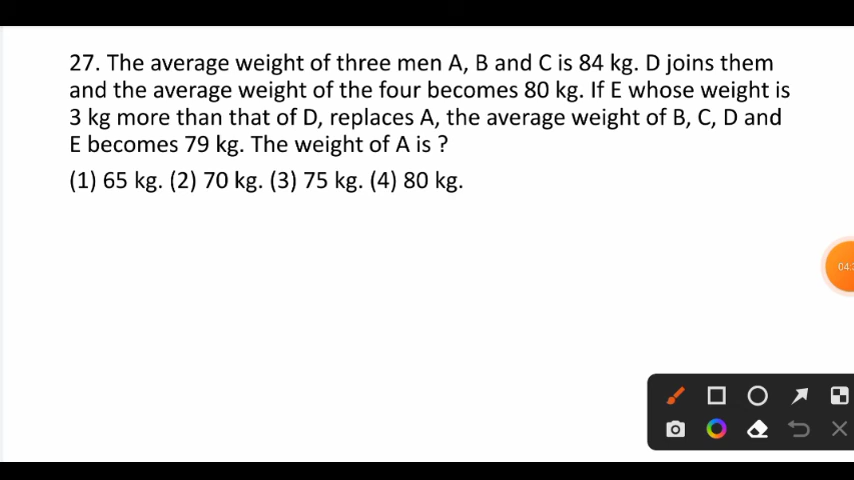 27. The average weight of three men A, B and C is 84 kg. D joins them
and the average weight of the four becomes 80 kg. If E whose weight is
3 kg more than that of D, replaces A, the average weight of B, C, D and
E becomes 79 kg. The weight of A is ?
(1) 65 kg. (2) 70 kg. (3) 75 kg. (4) 80 kg.